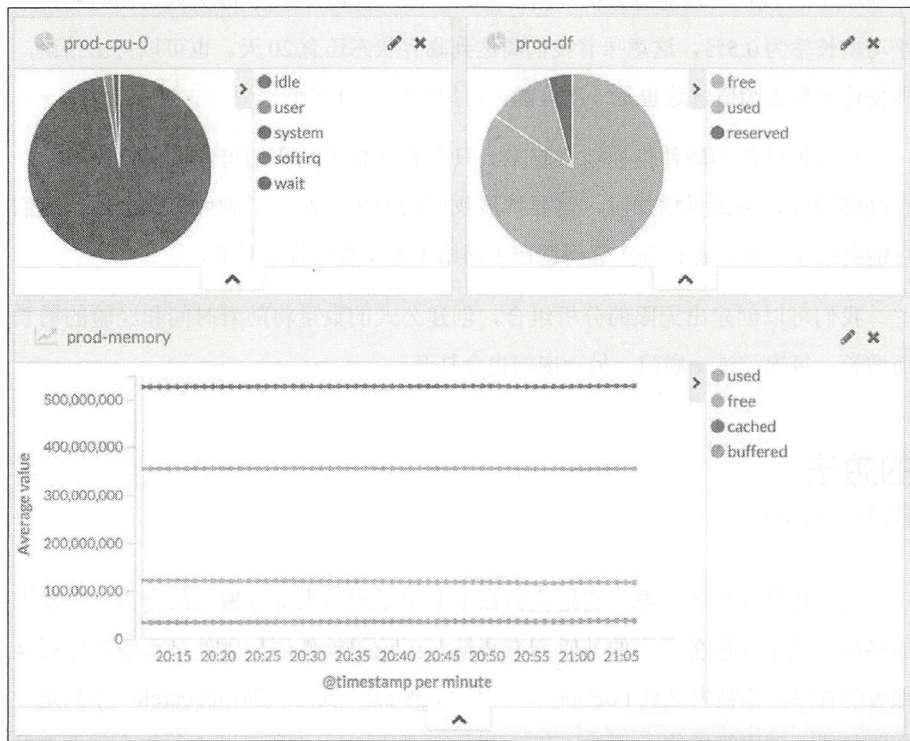 prod-cpu-0
idle
user
system
softirq
wait
prod-df
free
used
reserved
prod-memory
Average value
500,000,000
400,000,000
300,000,000
200,000,000
100,000,000
0
20:15 20:20 20:25 20:30 20:35 20:40 20:45 20:50 20:55 21:00 21:05
@timestamp per minute
used
free
cached
buffered